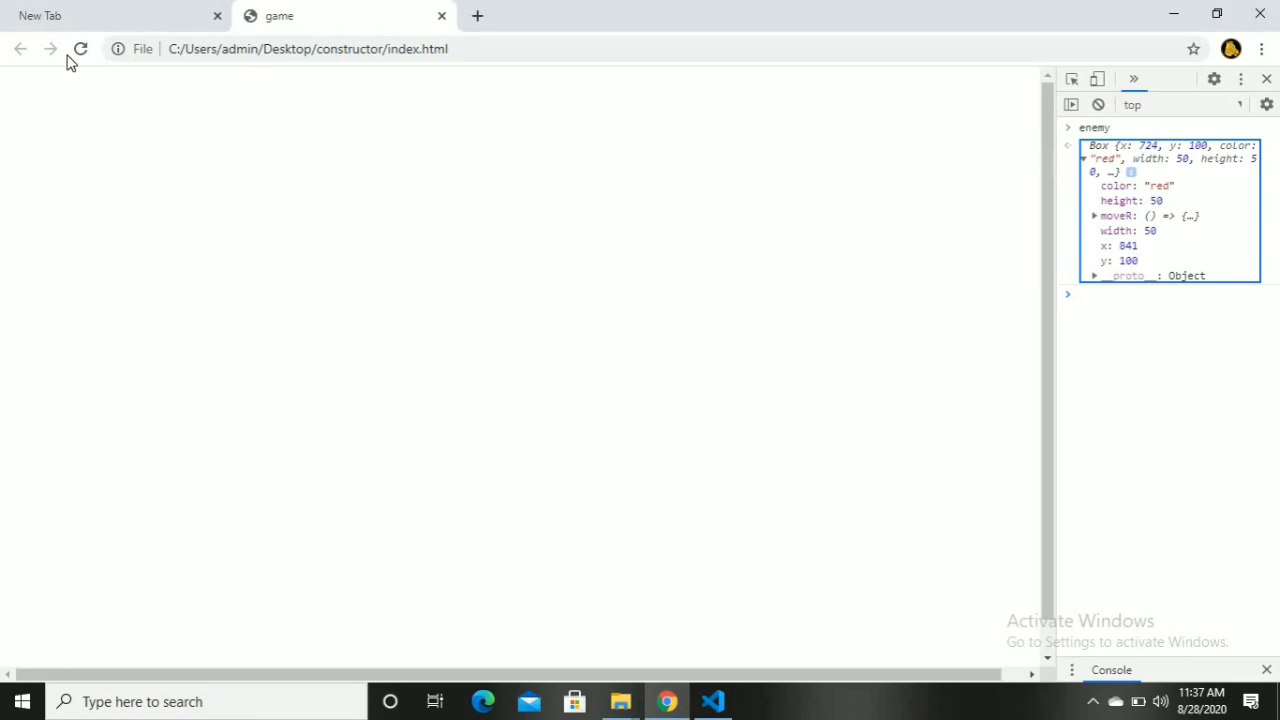 New Tab
game
File
C:/Users/admin/Desktop/constructor/index.html
top
enemy
Box {x: 724, y: 100, color:
"red", width: 50, height: 5
0, …}
color: "red"
height: 50
moveR: () => {…}
width: 50
x: 841
y: 100
__proto__: Object
Activate Windows
Go to Settings to activate Windows.
Console
Type here to search
11:37 AM
8/28/2020